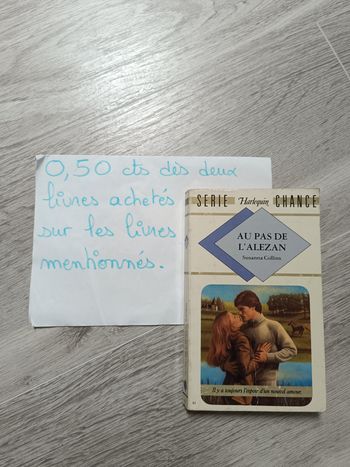 0,50 cts dès deux
livres achetés
sur les livres
mentionnés.
SÉRIE Harlequin CHANCE
AU PAS DE
L'ALEZAN
Susanna Collins
Il y a toujours l'espoir d'un nouvel amour.